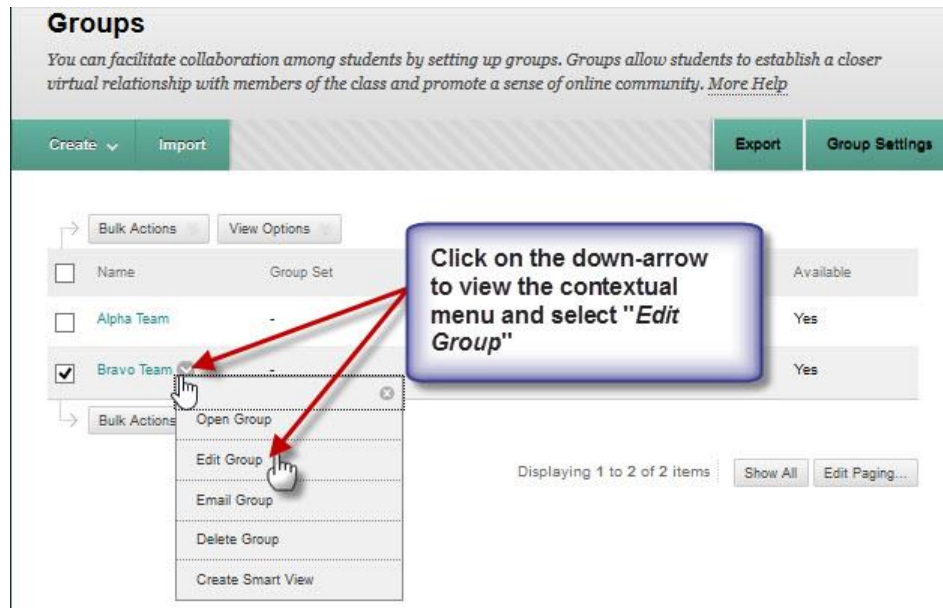 Groups
You can facilitate collaboration among students by setting up groups. Groups allow students to establish a closer
virtual relationship with members of the class and promote a sense of online community. More Help
Create Import Export Group Settings
Bulk Actions View Options
Name Group Set Available
Click on the down-arrow
to view the contextual
menu and select "Edit
Group"
Alpha Team - Yes
Bravo Team - Yes
Bulk Actions
Open Group
Edit Group
Email Group
Delete Group
Create Smart View
Displaying 1 to 2 of 2 items Show All Edit Paging...